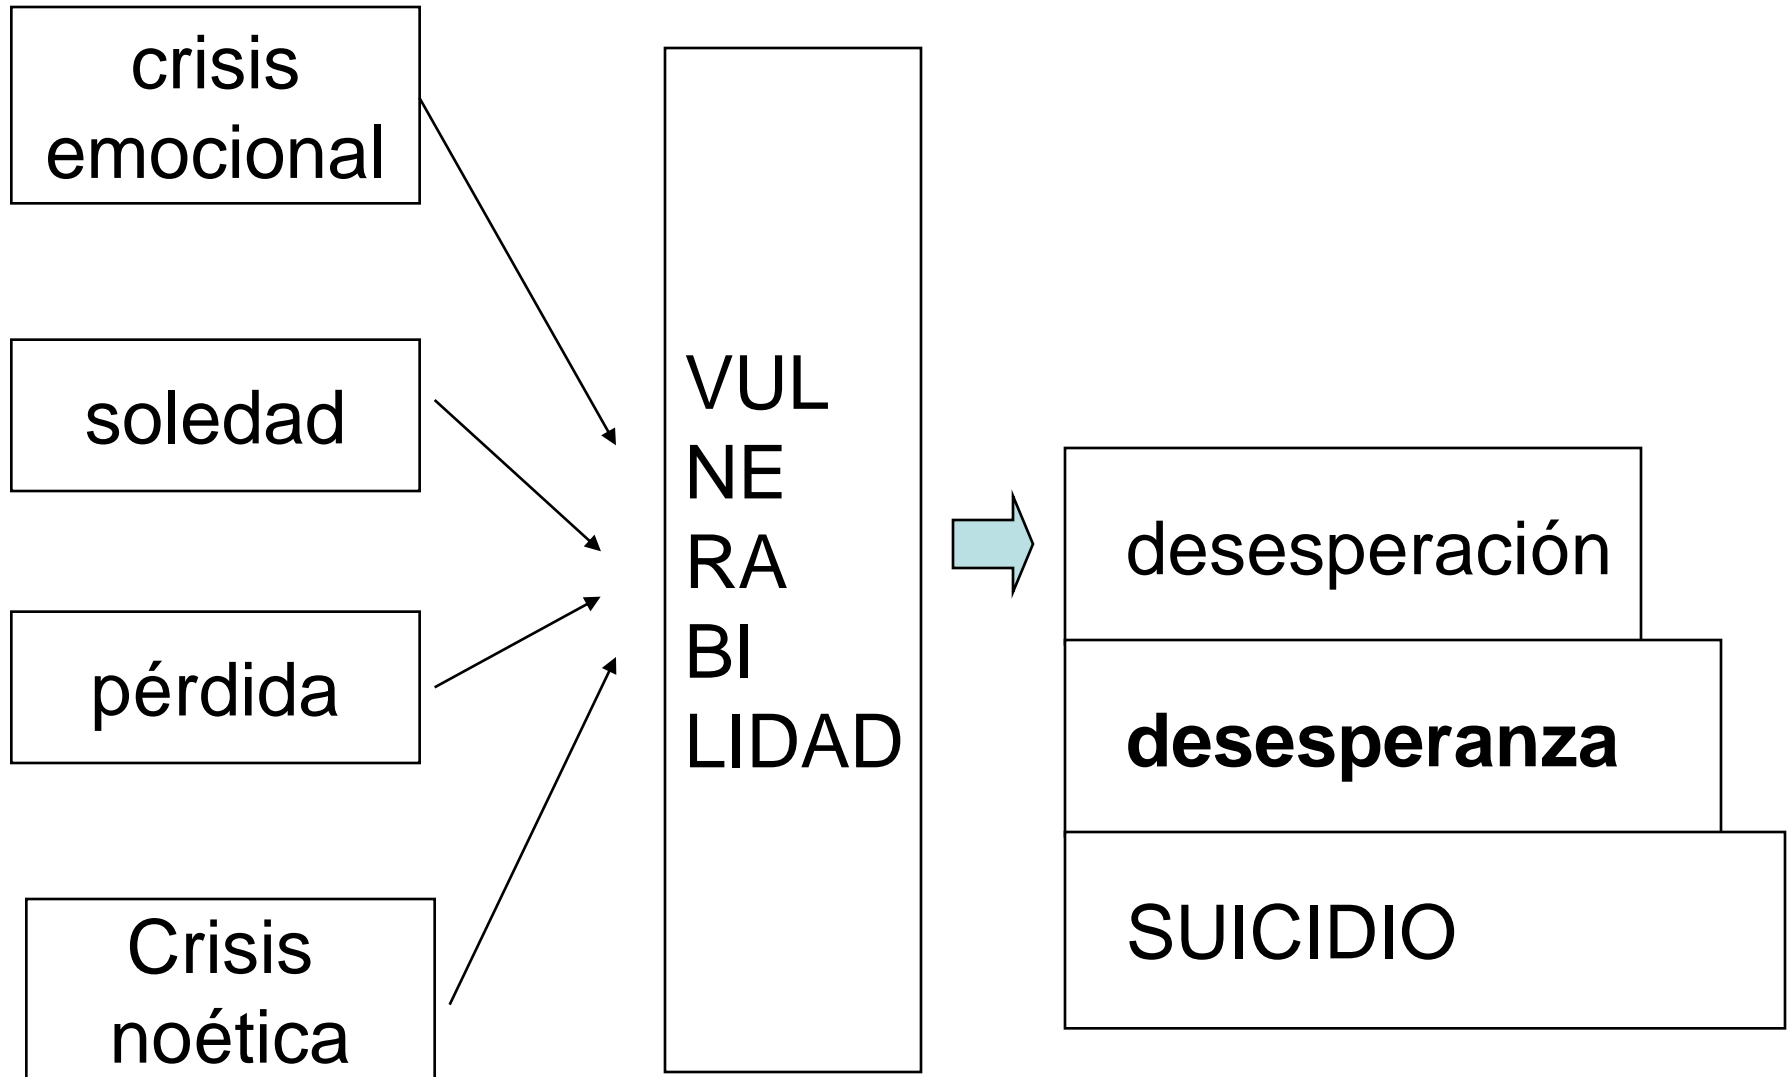 crisis
emocional
soledad
pérdida
Crisis
noética
VUL
NE
RA
BI
LIDAD
desesperación
desesperanza
SUICIDIO